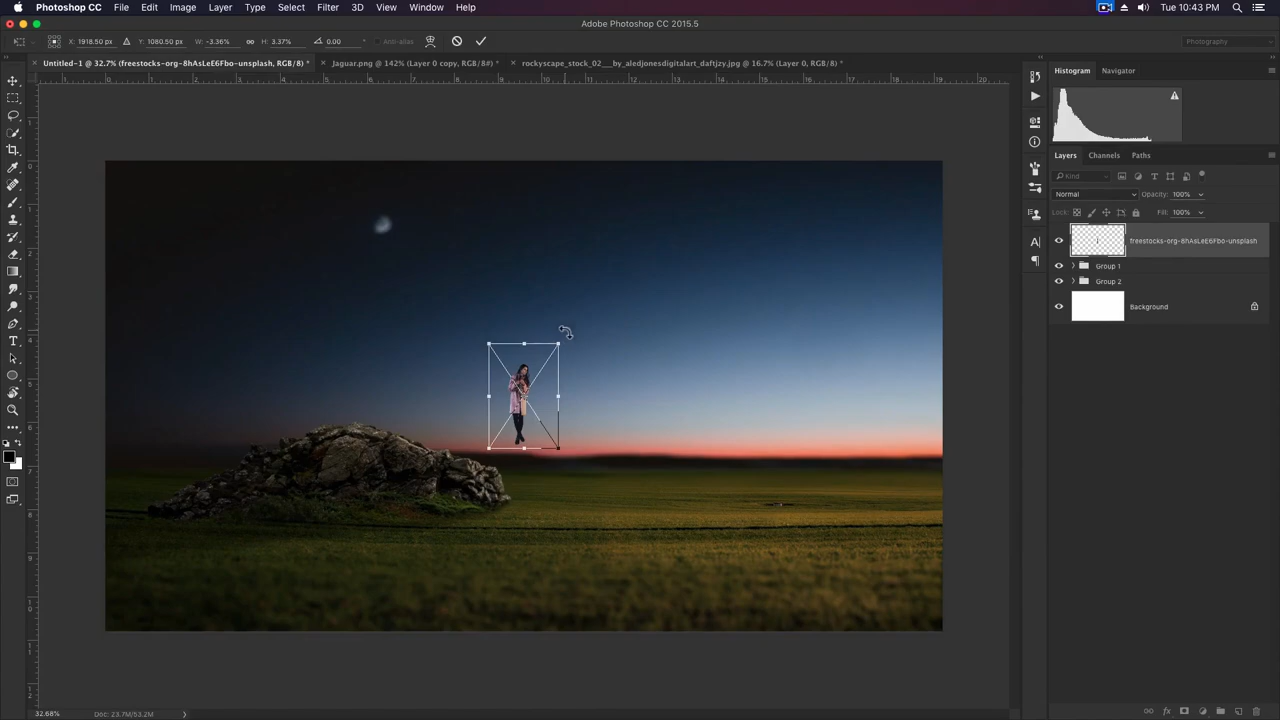 Photoshop CC File Edit Image Layer Type Select Filter 3D View Window Help Tue 10:43 PM
Adobe Photoshop CC 2015.5
X: 1918.50 px Y: 1080.50 px W: -3.36% H: 3.37% 0.00 ° Anti-alias Photography
Untitled-1 @ 32.7% (freestocks-org-8hAsLeE6Fbo-unsplash, RGB/8) * Jaguar.png @ 142% (Layer 0 copy, RGB/8#) * rockyscape_stock_02__by_aledjonesdigitalart_daftjzy.jpg @ 16.7% (Layer 0, RGB/8) *
Histogram Navigator
Layers Channels Paths
Kind
Normal Opacity: 100%
Lock: Fill: 100%
freestocks-org-8hAsLeE6Fbo-unsplash
Group 1
Group 2
Background
32.68% Doc: 23.7M/53.2M